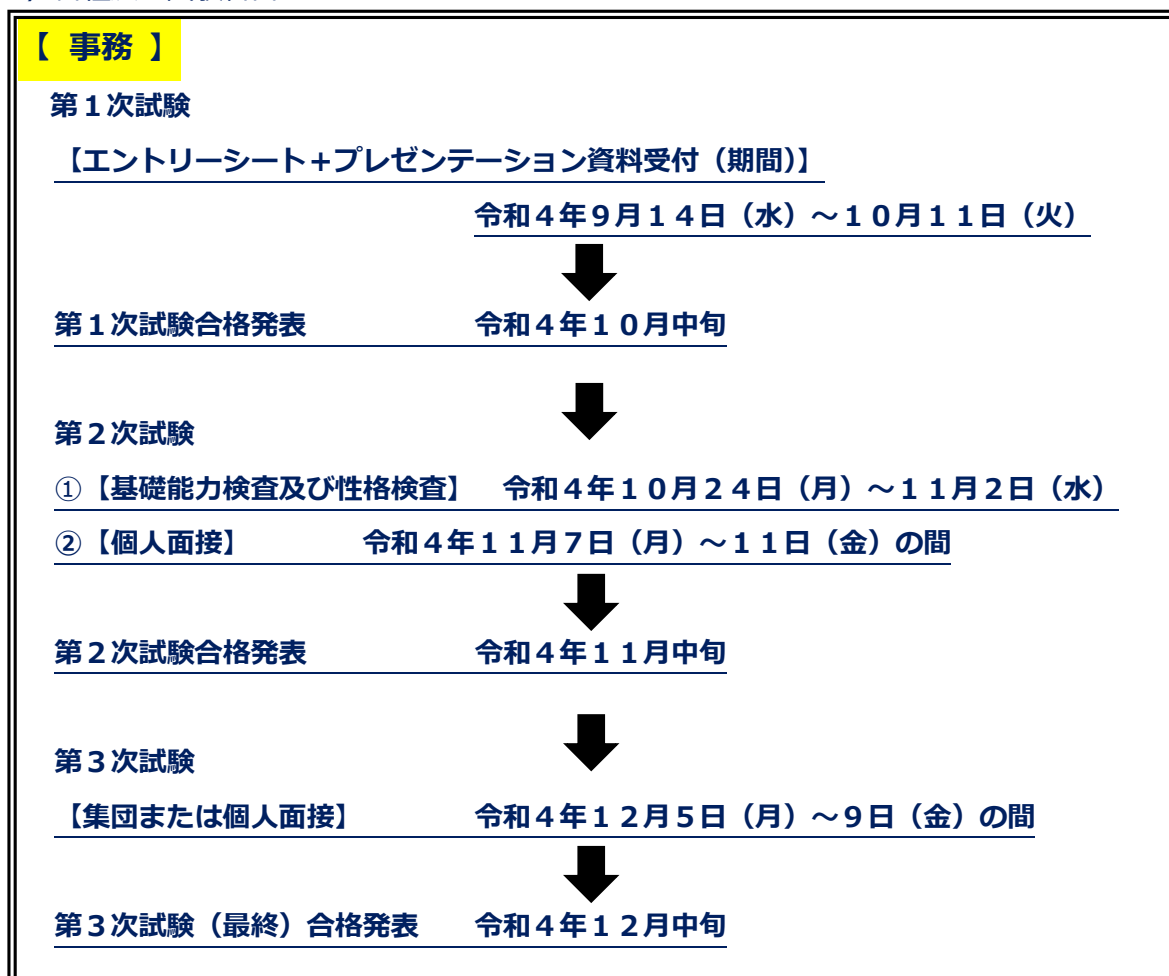 【 事務 】
第１次試験
【エントリーシート＋プレゼンテーション資料受付（期間）】
令和４年９月１４日（水）～１０月１１日（火）
第１次試験合格発表 令和４年１０月中旬
第２次試験
①【基礎能力検査及び性格検査】 令和４年１０月２４日（月）～１１月２日（水）
②【個人面接】 令和４年１１月７日（月）～１１日（金）の間
第２次試験合格発表 令和４年１１月中旬
第３次試験
【集団または個人面接】 令和４年１２月５日（月）～９日（金）の間
第３次試験（最終）合格発表 令和４年１２月中旬